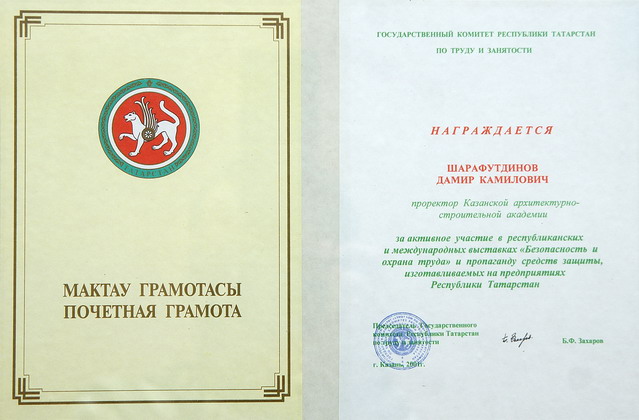 ТАТАРСТАН
МАКТАУ ГРАМОТАСЫ
ПОЧЕТНАЯ ГРАМОТА
ГОСУДАРСТВЕННЫЙ КОМИТЕТ РЕСПУБЛИКИ ТАТАРСТАН
ПО ТРУДУ И ЗАНЯТОСТИ
НАГРАЖДАЕТСЯ
ШАРАФУТДИНОВ
ДАМИР КАМИЛОВИЧ
проректор Казанской архитектурно-
строительной академии
за активное участие в республиканских
и международных выставках «Безопасность и
охрана труда» и пропаганду средств защиты,
изготавливаемых на предприятиях
Республики Татарстан
Председатель Государственного
комитета Республики Татарстан
по труду и занятости
Б.Ф. Захаров
г. Казань, 2001г.